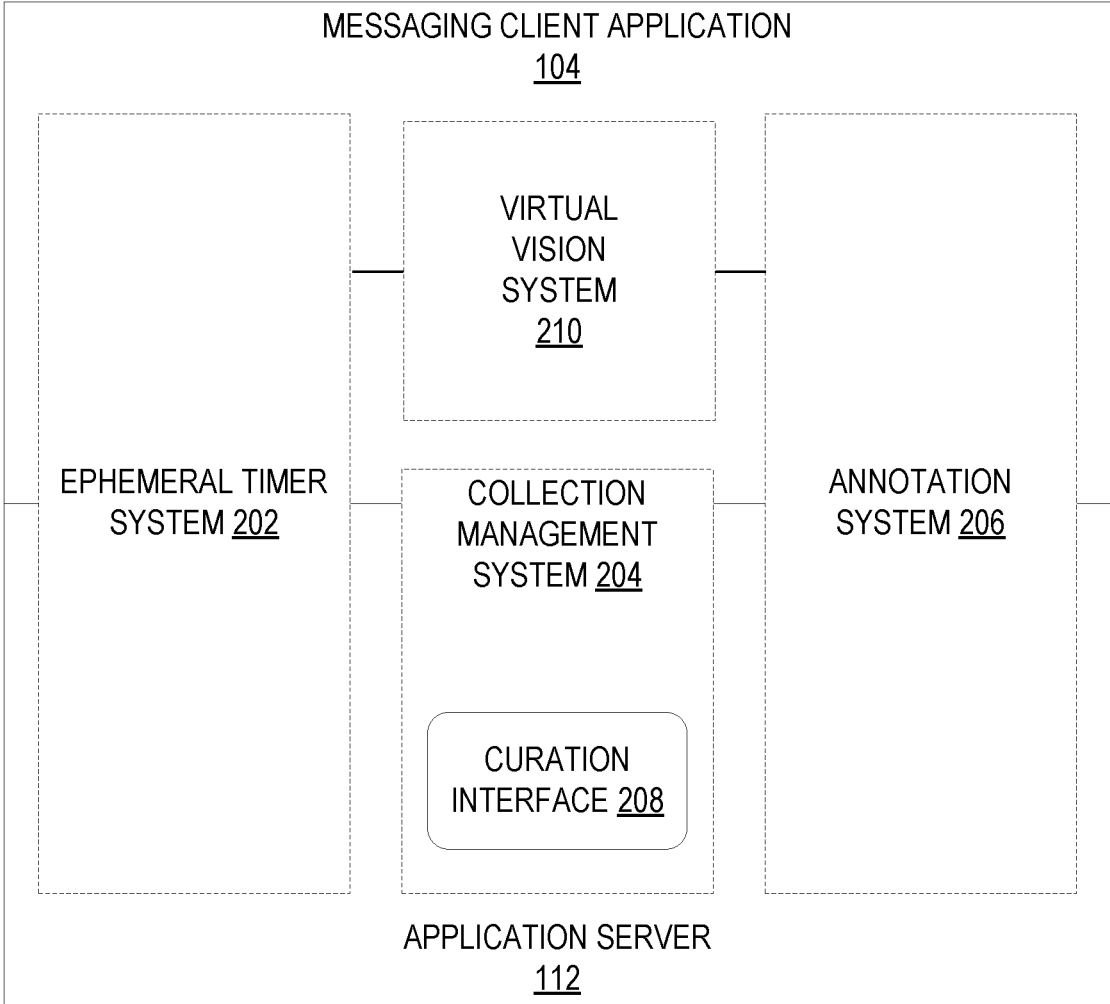 MESSAGING CLIENT APPLICATION
104
VIRTUAL
VISION
SYSTEM
210
EPHEMERAL TIMER
SYSTEM 202
COLLECTION
MANAGEMENT
SYSTEM 204
ANNOTATION
SYSTEM 206
CURATION
INTERFACE 208
APPLICATION SERVER
112